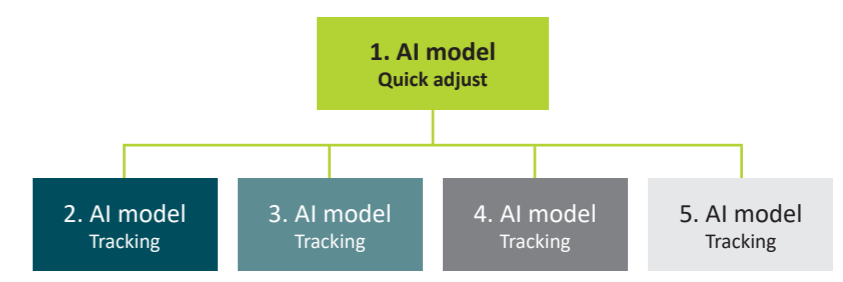 1. AI model
Quick adjust
2. AI model
Tracking
3. AI model
Tracking
4. AI model
Tracking
5. AI model
Tracking